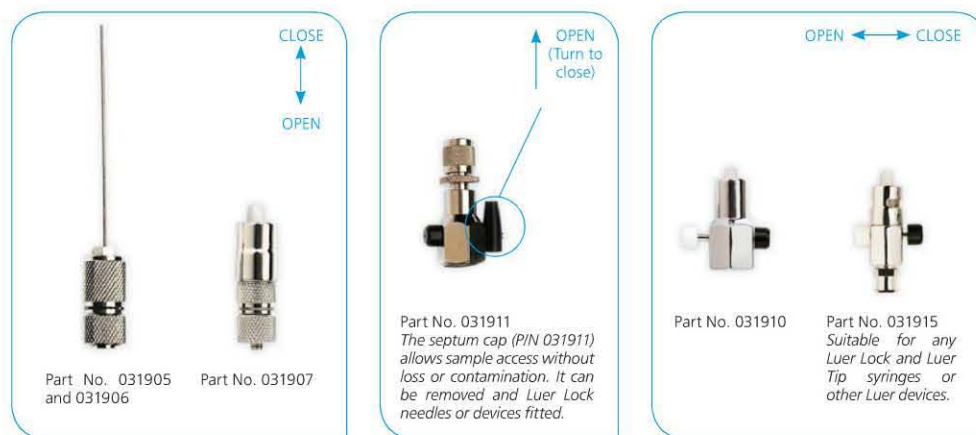 CLOSE
OPEN
Part No. 031905
and 031906
Part No. 031907
OPEN
(Turn to
close)
Part No. 031911
The septum cap (P/N 031911)
allows sample access without
loss or contamination. It can
be removed and Luer Lock
needles or devices fitted.
OPEN CLOSE
Part No. 031910
Part No. 031915
Suitable for any
Luer Lock and Luer
Tip syringes or
other Luer devices.